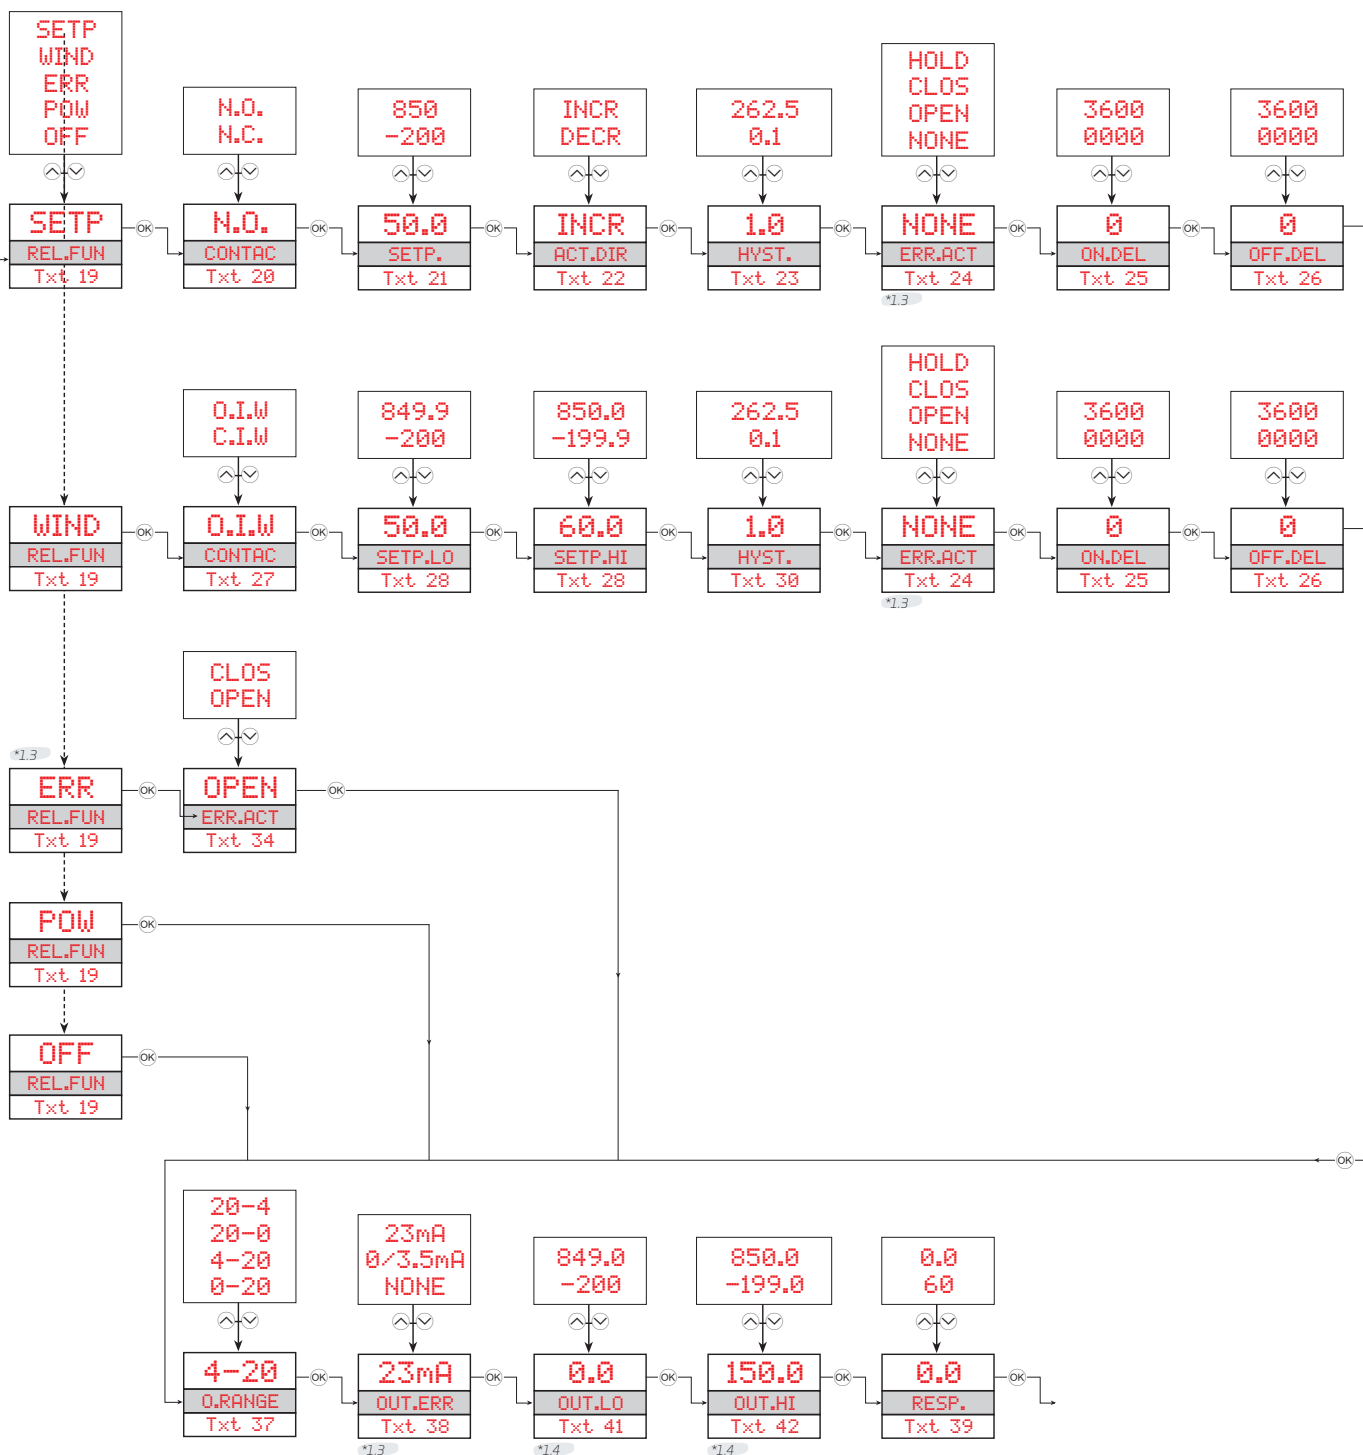 SETP
WIND
ERR
POW
OFF
N.O.
N.C.
850
-200
INCR
DECR
262.5
0.1
HOLD
CLOS
OPEN
NONE
3600
0000
3600
0000
SETP
REL.FUN
Txt 19
OK
N.O.
CONTAC
Txt 20
OK
50.0
SETP.
Txt 21
OK
INCR
ACT.DIR
Txt 22
OK
1.0
HYST.
Txt 23
OK
NONE
ERR.ACT
Txt 24
*1.3
OK
0
ON.DEL
Txt 25
OK
0
OFF.DEL
Txt 26
O.I.W
C.I.W
849.9
-200
850.0
-199.9
262.5
0.1
HOLD
CLOS
OPEN
NONE
3600
0000
3600
0000
WIND
REL.FUN
Txt 19
OK
O.I.W
CONTAC
Txt 27
OK
50.0
SETP.LO
Txt 28
OK
60.0
SETP.HI
Txt 28
OK
1.0
HYST.
Txt 30
OK
NONE
ERR.ACT
Txt 24
*1.3
OK
0
ON.DEL
Txt 25
OK
0
OFF.DEL
Txt 26
CLOS
OPEN
*1.3
ERR
REL.FUN
Txt 19
OK
OPEN
ERR.ACT
Txt 34
OK
POW
REL.FUN
Txt 19
OK
OFF
REL.FUN
Txt 19
OK
OK
20-4
20-0
4-20
0-20
23mA
0/3.5mA
NONE
849.0
-200
850.0
-199.0
0.0
60
4-20
O.RANGE
Txt 37
OK
23mA
OUT.ERR
Txt 38
*1.3
OK
0.0
OUT.LO
Txt 41
*1.4
OK
150.0
OUT.HI
Txt 42
*1.4
OK
0.0
RESP.
Txt 39
OK